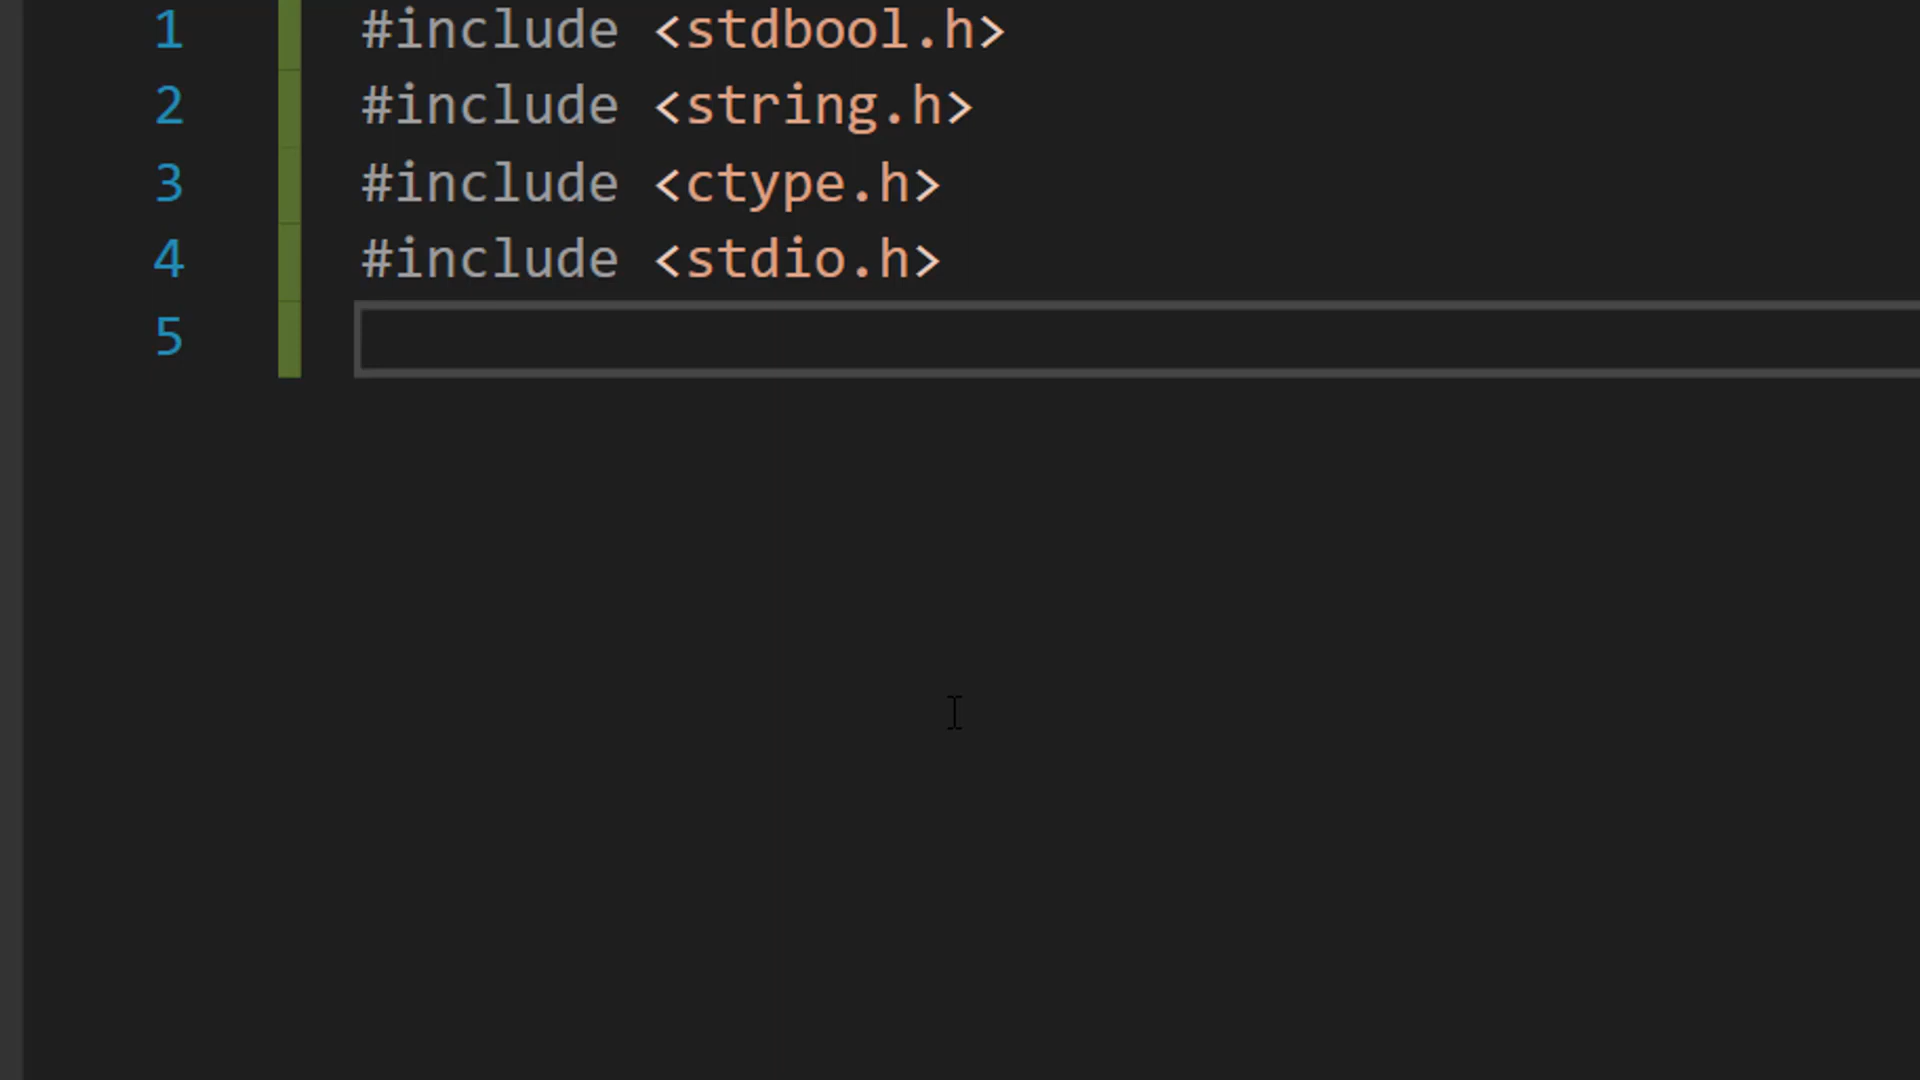 1 #include <stdbool.h>
2 #include <string.h>
3 #include <ctype.h>
4 #include <stdio.h>
5